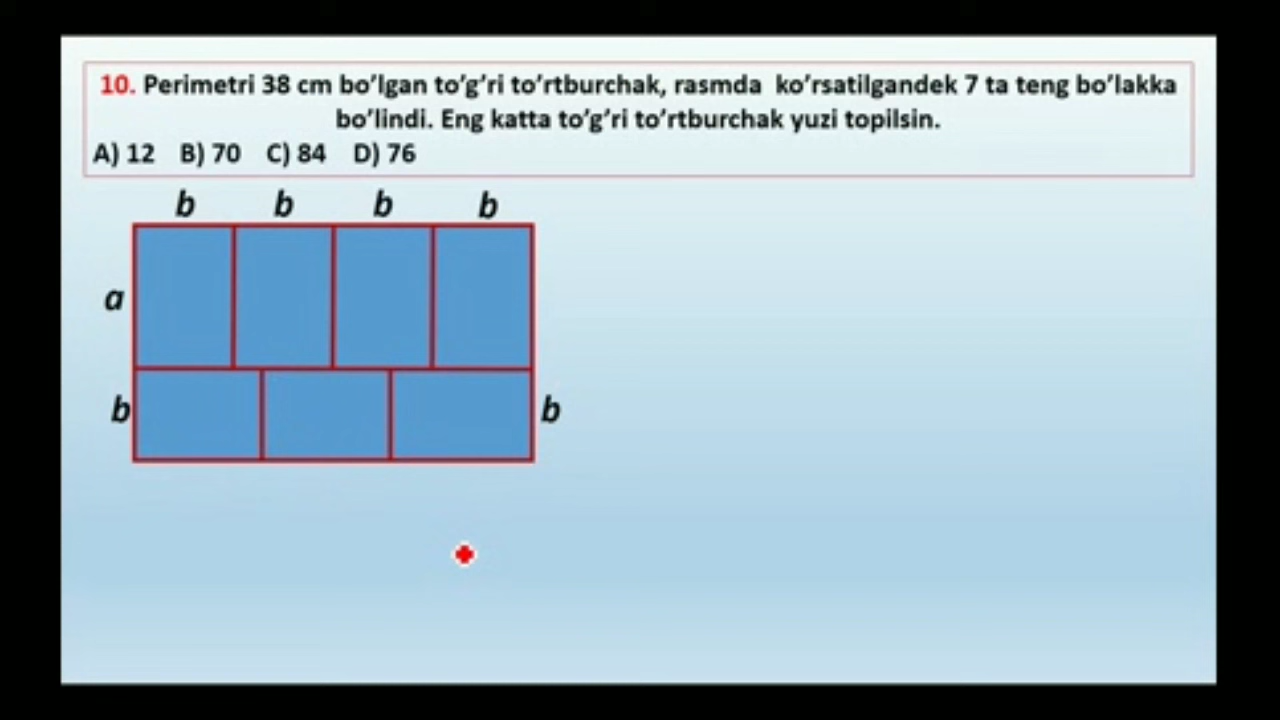 10. Perimetri 38 cm bo’lgan to’g’ri to’rtburchak, rasmda ko’rsatilgandek 7 ta teng bo’lakka
bo’lindi. Eng katta to’g’ri to’rtburchak yuzi topilsin.
A) 12 B) 70 C) 84 D) 76
b b b b
a
b b